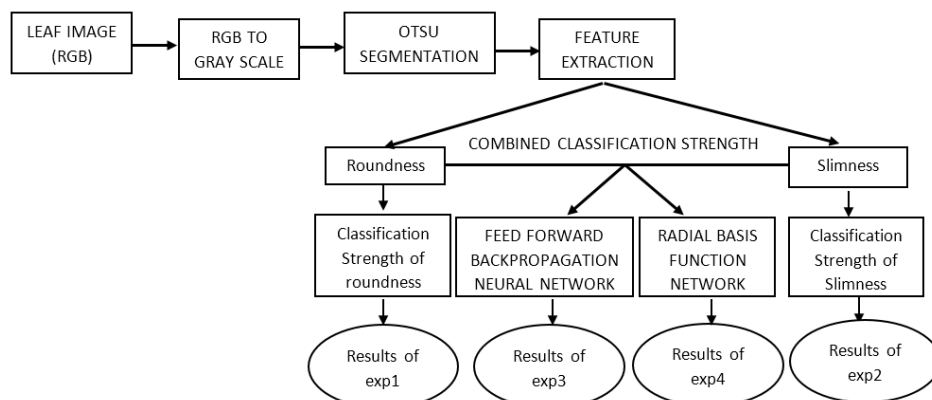 LEAF IMAGE
(RGB)
RGB TO
GRAY SCALE
OTSU
SEGMENTATION
FEATURE
EXTRACTION
COMBINED CLASSIFICATION STRENGTH
Roundness
Slimness
Classification
Strength of
roundness
FEED FORWARD
BACKPROPAGATION
NEURAL NETWORK
RADIAL BASIS
FUNCTION
NETWORK
Classification
Strength of
Slimness
Results of
exp1
Results of
exp3
Results of
exp4
Results of
exp2